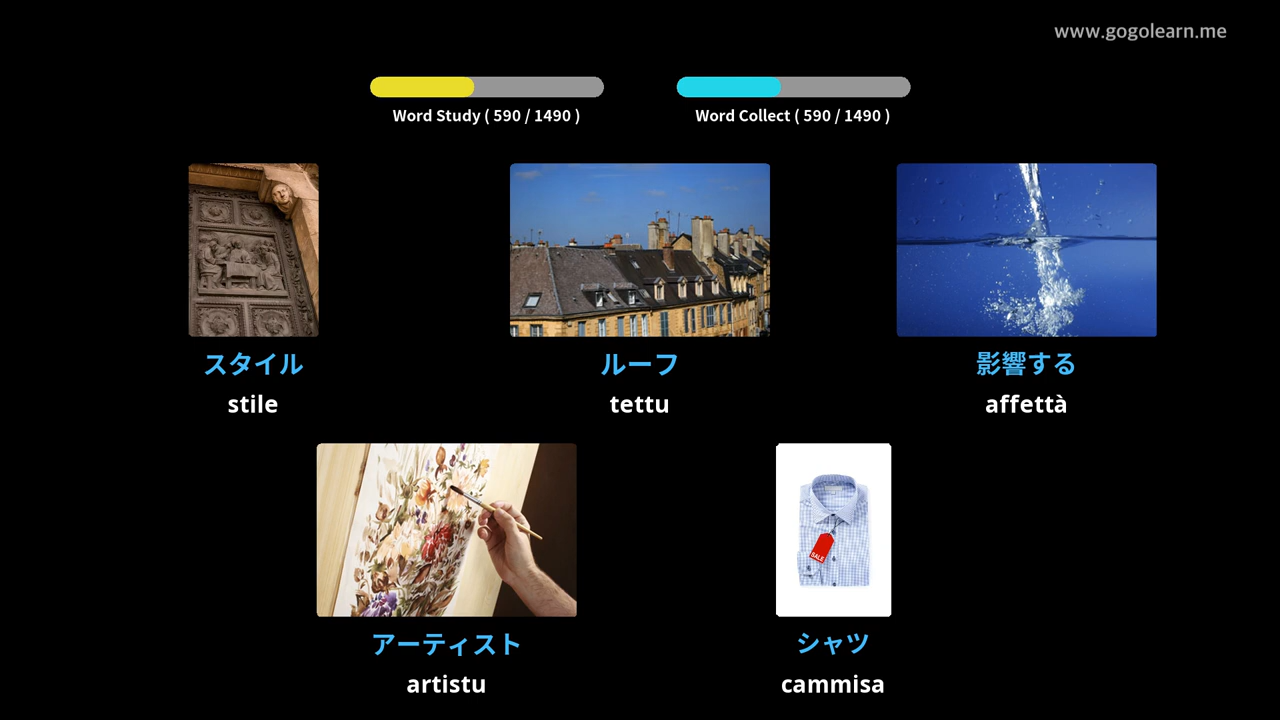 www.gogolearn.me
Word Study ( 590 / 1490 )
Word Collect ( 590 / 1490 )
スタイル
stile
ルーフ
tettu
影響する
affettà
アーティスト
artistu
SALE
シャツ
cammisa